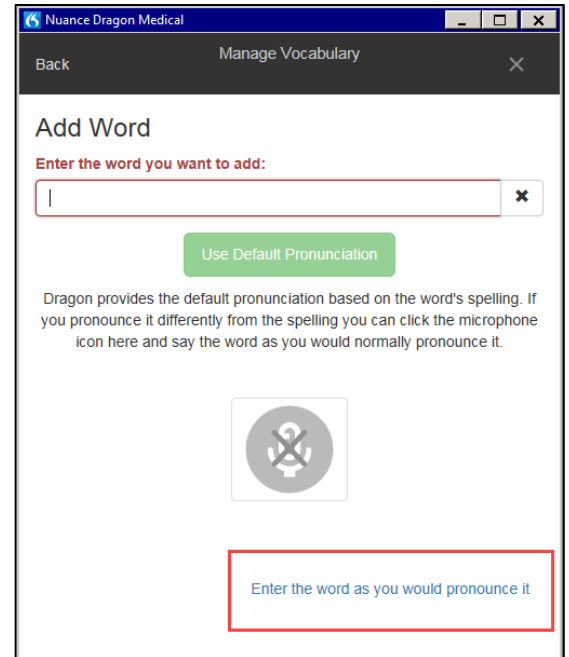 Nuance Dragon Medical
Back
Manage Vocabulary
Add Word
Enter the word you want to add:
Use Default Pronunciation
Dragon provides the default pronunciation based on the word's spelling. If
you pronounce it differently from the spelling you can click the microphone
icon here and say the word as you would normally pronounce it.
Enter the word as you would pronounce it